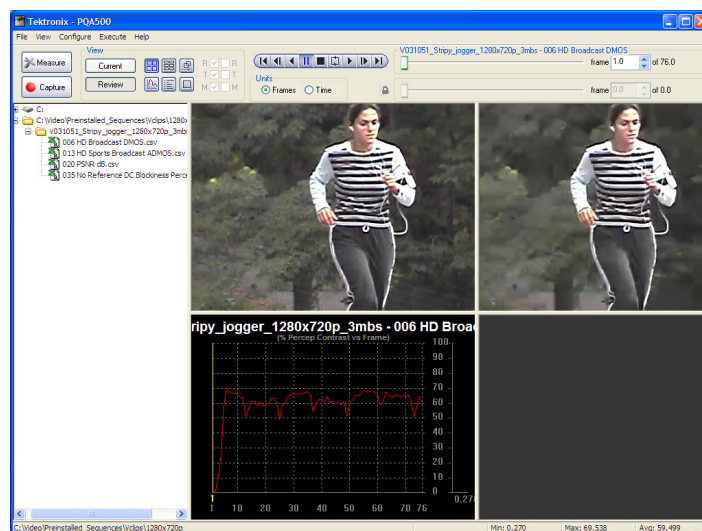 Tektronix - PQA500
File View Configure Execute Help
Measure
Capture
View
Current
Review
R
T
M
Units
Frames
Time
V031051_Stripy_jogger_1280x720p_3mbs - 006 HD Broadcast DMOS
frame 1.0 of 76.0
frame 0.0 of 0.0
C:
C:\Video\Preinstalled_Sequences\Vclips\1280x
V031051_Stripy_jogger_1280x720p_3mbs
006 HD Broadcast DMOS.csv
013 HD Sports Broadcast ADMOS.csv
020 PSNR dB.csv
035 No Reference DC Blockiness Perce
ripy_jogger_1280x720p_3mbs - 006 HD Broa
(% Percep Contrast vs Frame)
100
90
80
70
60
50
40
30
20
10
0
0.270
1 10 20 30 40 50 60 70 76
1
C:\Video\Preinstalled_Sequences\Vclips\1280x720p
Min: 0.270 Max: 69.538 Avg: 59.499